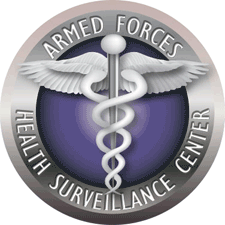 ARMED FORCES
HEALTH SURVEILLANCE CENTER